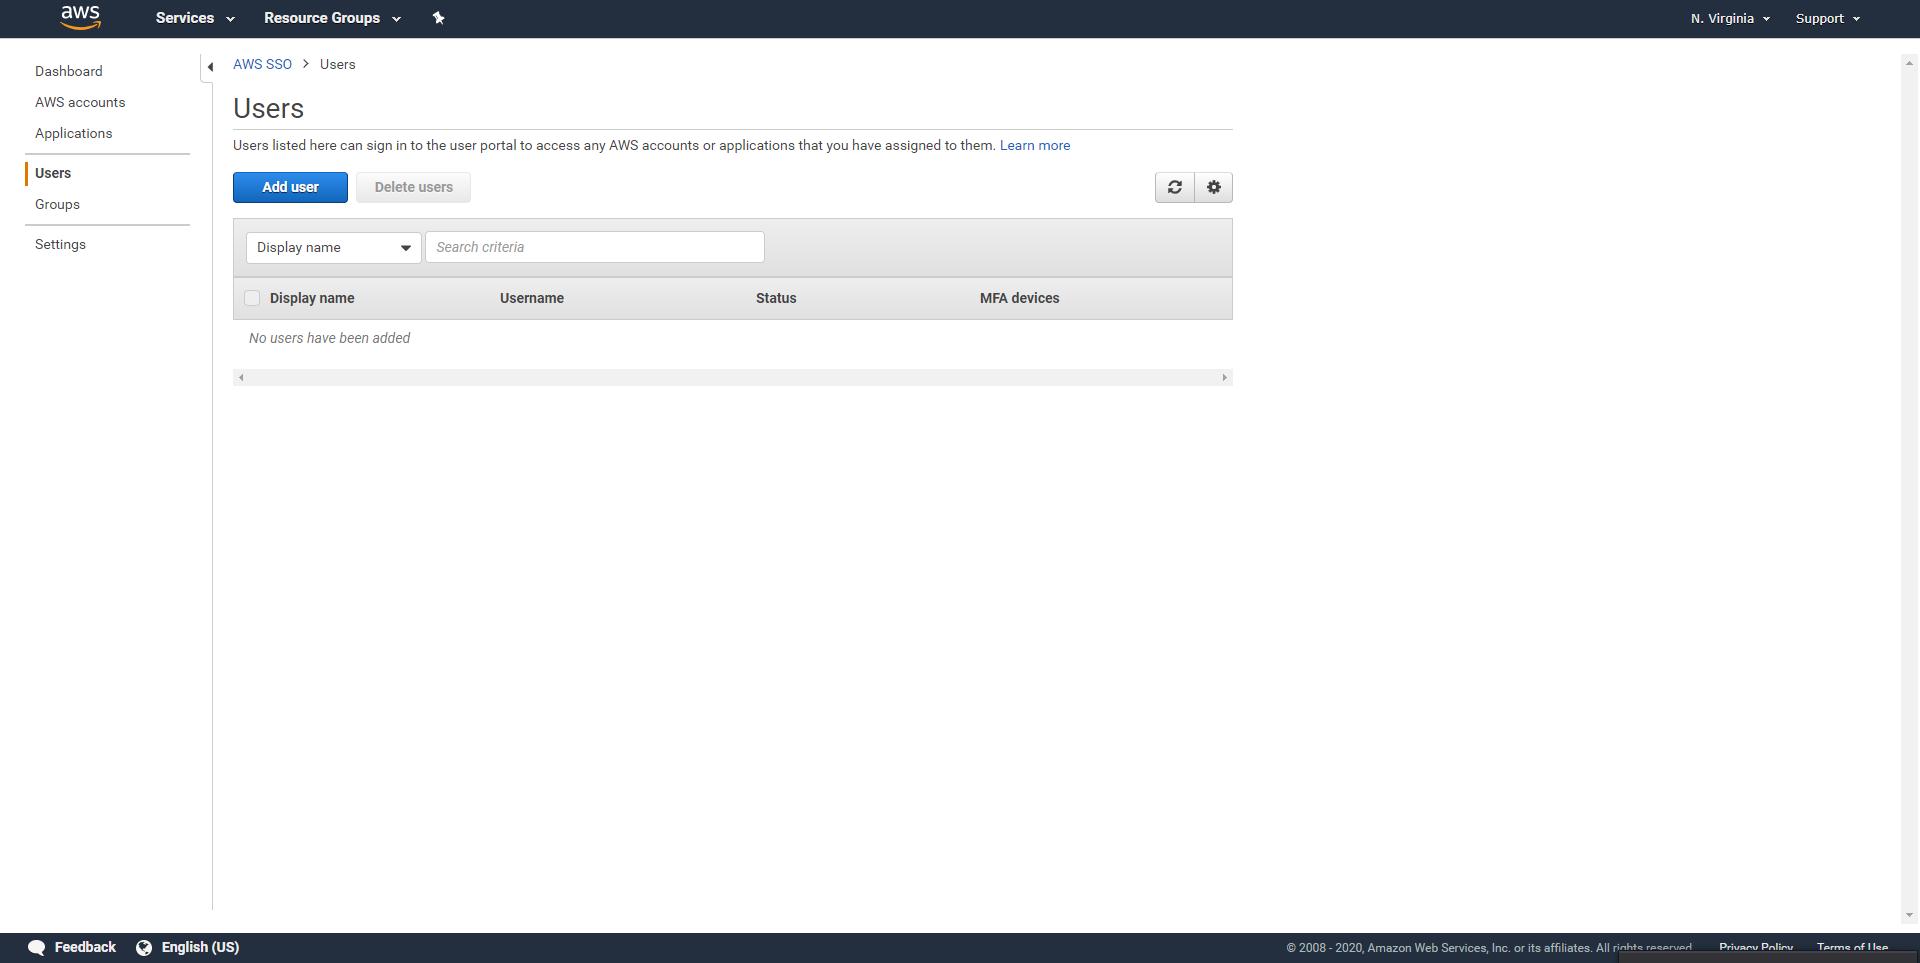 aws Services Resource Groups N. Virginia Support
Dashboard
AWS accounts
Applications
Users
Groups
Settings
AWS SSO > Users
Users
Users listed here can sign in to the user portal to access any AWS accounts or applications that you have assigned to them. Learn more
Add user Delete users
Display name Search criteria
Display name Username Status MFA devices
No users have been added
Feedback English (US) © 2008 - 2020, Amazon Web Services, Inc. or its affiliates. All rights reserved. Privacy Policy Terms of Use